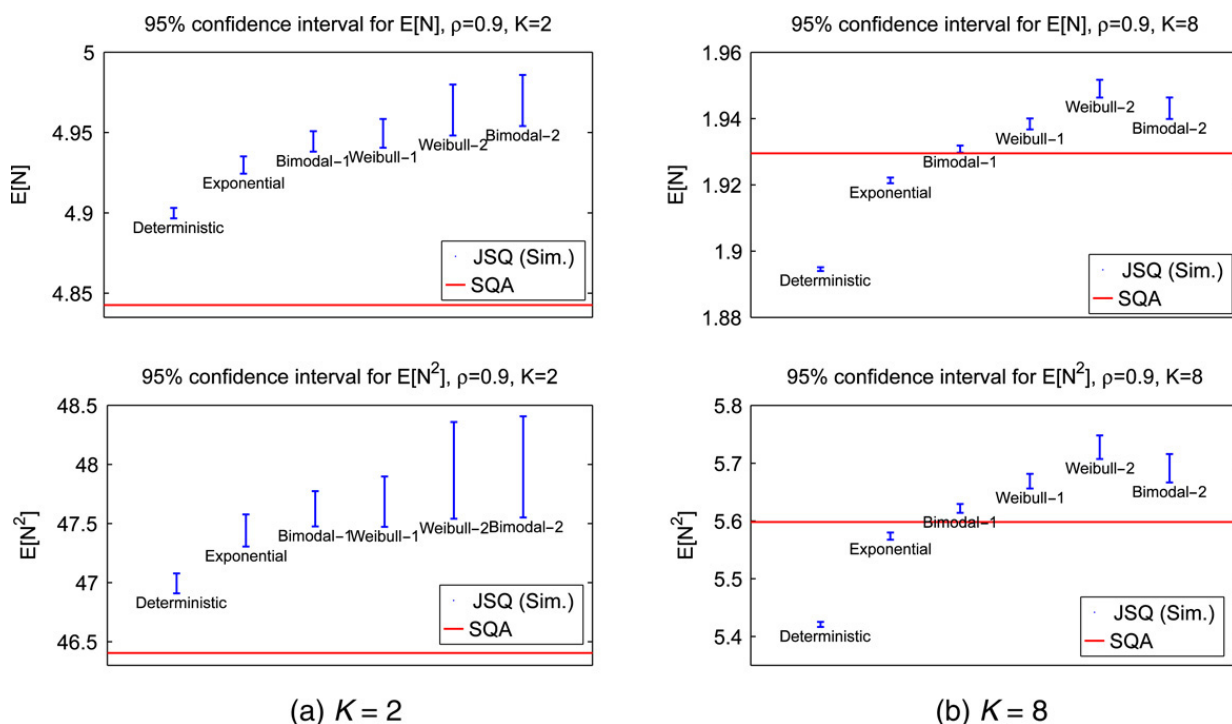 95% confidence interval for E[N], ρ=0.9, K=2
5
4.95
4.9
4.85
E[N]
Deterministic
Exponential
Bimodal-1
Weibull-1
Weibull-2
Bimodal-2
JSQ (Sim.)
SQA
95% confidence interval for E[N], ρ=0.9, K=8
1.96
1.94
1.92
1.9
1.88
E[N]
Deterministic
Exponential
Bimodal-1
Weibull-1
Weibull-2
Bimodal-2
JSQ (Sim.)
SQA
95% confidence interval for E[N²], ρ=0.9, K=2
48.5
48
47.5
47
46.5
E[N²]
Deterministic
Exponential
Bimodal-1
Weibull-1
Weibull-2
Bimodal-2
JSQ (Sim.)
SQA
95% confidence interval for E[N²], ρ=0.9, K=8
5.8
5.7
5.6
5.5
5.4
E[N²]
Deterministic
Exponential
Bimodal-1
Weibull-1
Weibull-2
Bimodal-2
JSQ (Sim.)
SQA
(a) K = 2
(b) K = 8